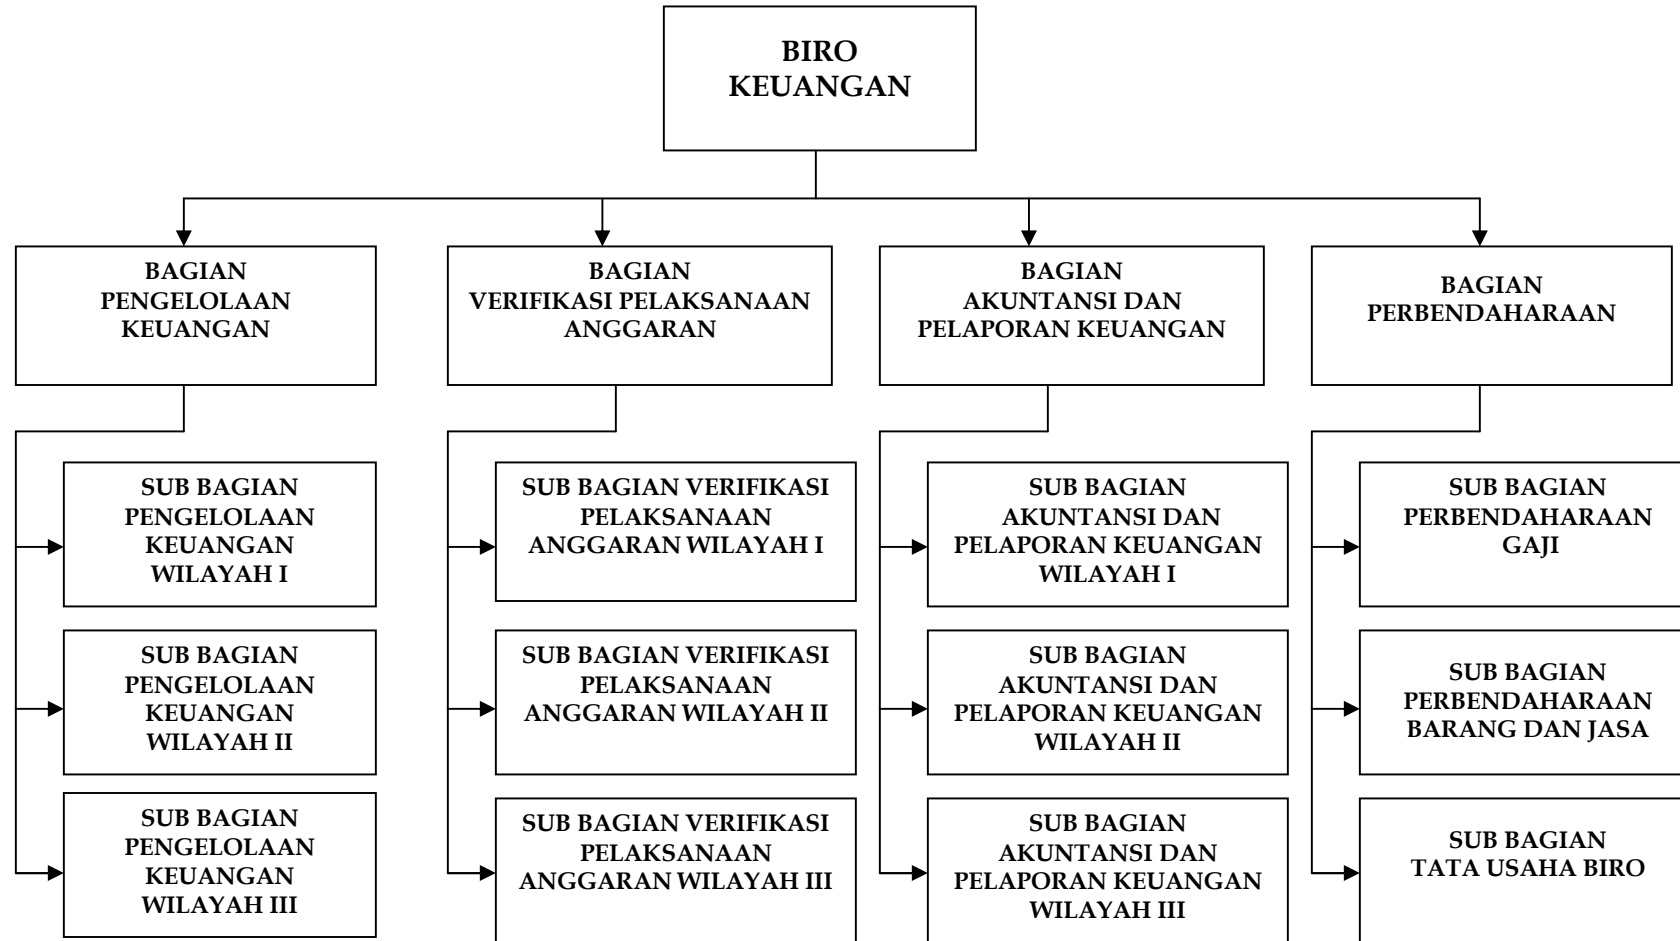 BIRO
KEUANGAN
BAGIAN
PENGELOLAAN
KEUANGAN
BAGIAN
VERIFIKASI PELAKSANAAN
ANGGARAN
BAGIAN
AKUNTANSI DAN
PELAPORAN KEUANGAN
BAGIAN
PERBENDAHARAAN
SUB BAGIAN
PENGELOLAAN
KEUANGAN
WILAYAH I
SUB BAGIAN VERIFIKASI
PELAKSANAAN
ANGGARAN WILAYAH I
SUB BAGIAN
AKUNTANSI DAN
PELAPORAN KEUANGAN
WILAYAH I
SUB BAGIAN
PERBENDAHARAAN
GAJI
SUB BAGIAN
PENGELOLAAN
KEUANGAN
WILAYAH II
SUB BAGIAN VERIFIKASI
PELAKSANAAN
ANGGARAN WILAYAH II
SUB BAGIAN
AKUNTANSI DAN
PELAPORAN KEUANGAN
WILAYAH II
SUB BAGIAN
PERBENDAHARAAN
BARANG DAN JASA
SUB BAGIAN
PENGELOLAAN
KEUANGAN
WILAYAH III
SUB BAGIAN VERIFIKASI
PELAKSANAAN
ANGGARAN WILAYAH III
SUB BAGIAN
AKUNTANSI DAN
PELAPORAN KEUANGAN
WILAYAH III
SUB BAGIAN
TATA USAHA BIRO